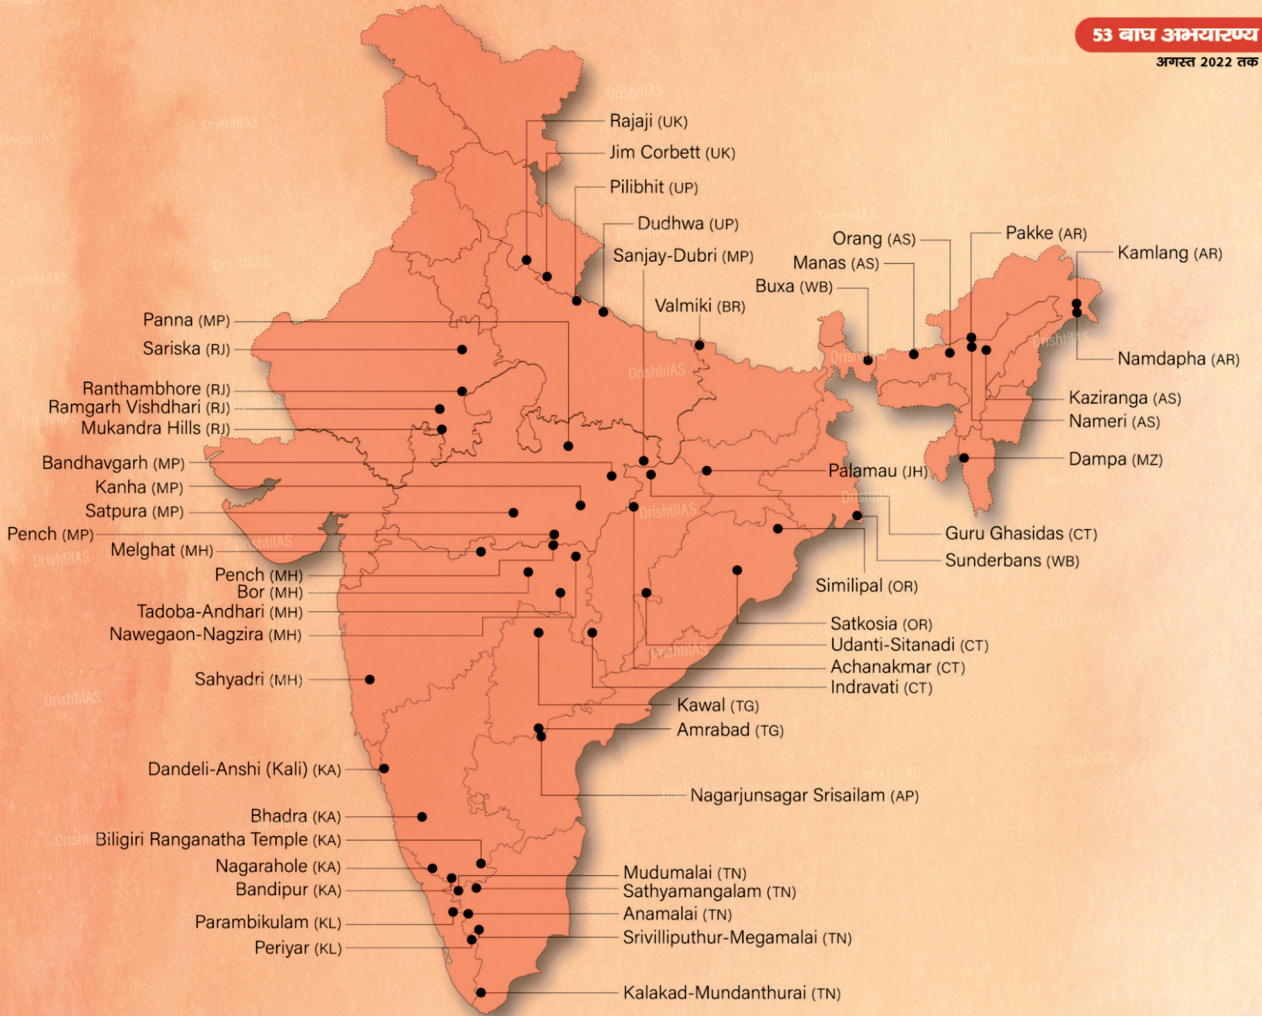 53 बाघ अभयारण्य
अगस्त 2022 तक
Rajaji (UK)
Jim Corbett (UK)
Pilibhit (UP)
Dudhwa (UP)
Sanjay-Dubri (MP)
Valmiki (BR)
Orang (AS)
Manas (AS)
Buxa (WB)
Pakke (AR)
Kamlang (AR)
Namdapha (AR)
Kaziranga (AS)
Nameri (AS)
Dampa (MZ)
Panna (MP)
Sariska (RJ)
Ranthambhore (RJ)
Ramgarh Vishdhari (RJ)
Mukandra Hills (RJ)
Bandhavgarh (MP)
Kanha (MP)
Satpura (MP)
Pench (MP)
Melghat (MH)
Pench (MH)
Bor (MH)
Tadoba-Andhari (MH)
Nawegaon-Nagzira (MH)
Sahyadri (MH)
Palamau (JH)
Guru Ghasidas (CT)
Sunderbans (WB)
Similipal (OR)
Satkosia (OR)
Udanti-Sitanadi (CT)
Achanakmar (CT)
Indravati (CT)
Kawal (TG)
Amrabad (TG)
Nagarjunsagar Srisailam (AP)
Dandeli-Anshi (Kali) (KA)
Bhadra (KA)
Biligiri Ranganatha Temple (KA)
Nagarahole (KA)
Bandipur (KA)
Parambikulam (KL)
Periyar (KL)
Mudumalai (TN)
Sathyamangalam (TN)
Anamalai (TN)
Srivilliputhur-Megamalai (TN)
Kalakad-Mundanthurai (TN)
DrishtiIAS